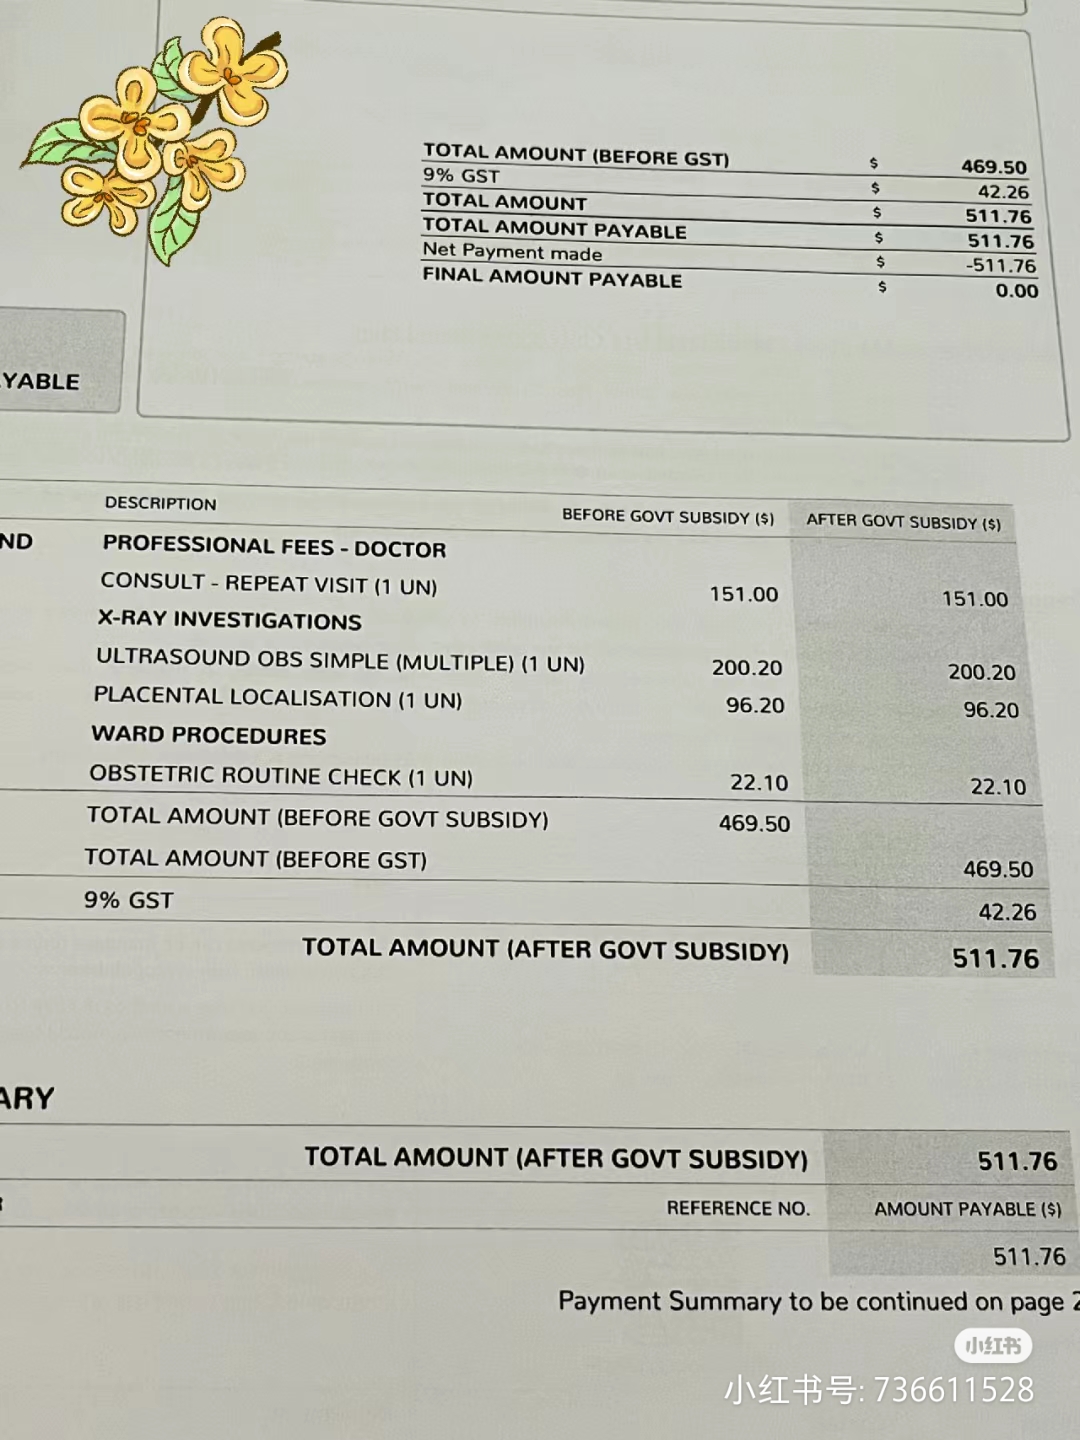 TOTAL AMOUNT (BEFORE GST) $ 469.50
9% GST $ 42.26
TOTAL AMOUNT $ 511.76
TOTAL AMOUNT PAYABLE $ 511.76
Net Payment made $ -511.76
FINAL AMOUNT PAYABLE $ 0.00
YABLE
DESCRIPTION BEFORE GOVT SUBSIDY ($) AFTER GOVT SUBSIDY ($)
ND PROFESSIONAL FEES - DOCTOR
CONSULT - REPEAT VISIT (1 UN) 151.00 151.00
X-RAY INVESTIGATIONS
ULTRASOUND OBS SIMPLE (MULTIPLE) (1 UN) 200.20 200.20
PLACENTAL LOCALISATION (1 UN) 96.20 96.20
WARD PROCEDURES
OBSTETRIC ROUTINE CHECK (1 UN) 22.10 22.10
TOTAL AMOUNT (BEFORE GOVT SUBSIDY) 469.50
TOTAL AMOUNT (BEFORE GST) 469.50
9% GST 42.26
TOTAL AMOUNT (AFTER GOVT SUBSIDY) 511.76
ARY
TOTAL AMOUNT (AFTER GOVT SUBSIDY) 511.76
REFERENCE NO. AMOUNT PAYABLE ($)
511.76
Payment Summary to be continued on page 2
小红书
小红书号: 736611528